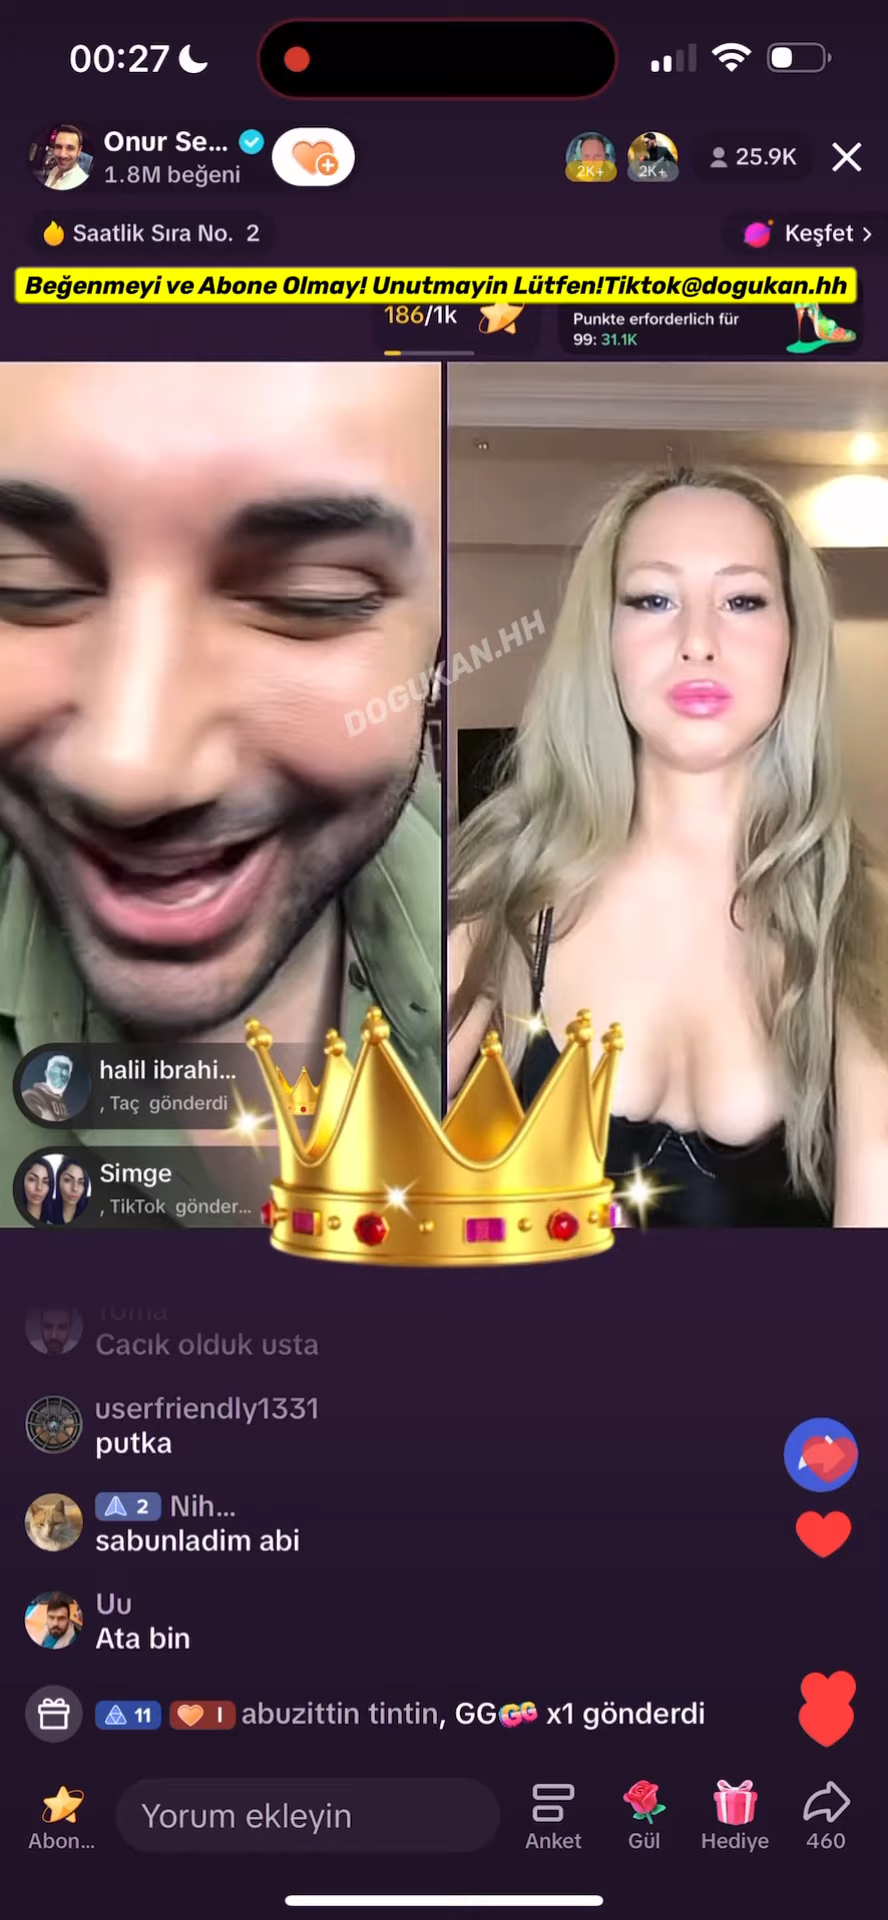 00:27
Onur Se...
1.8M beğeni
2K+
2K+
25.9K
Saatlik Sıra No. 2
Keşfet >
Beğenmeyi ve Abone Olmay! Unutmayin Lütfen!Tiktok@dogukan.hh
186/1k
Punkte erforderlich für
99: 31.1K
DOGUKAN.HH
halil ibrahi...
, Taç gönderdi
Simge
, TikTok gönder...
Cacık olduk usta
userfriendly1331
putka
2 Nih...
sabunladim abi
Uu
Ata bin
11 I abuzittin tintin, GG GG x1 gönderdi
Abon...
Yorum ekleyin
Anket
Gül
Hediye
460